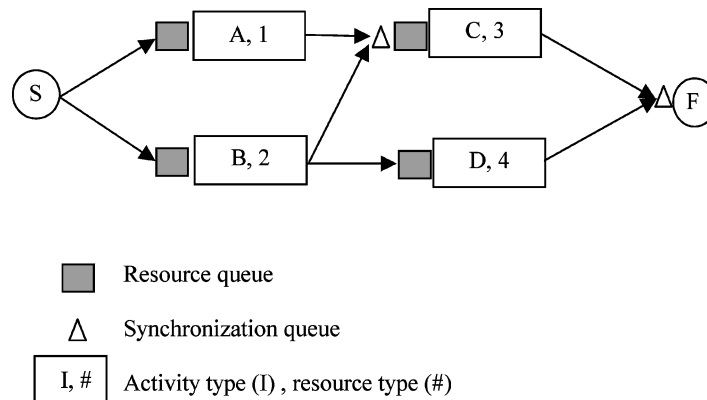 A, 1
C, 3
S
F
B, 2
D, 4
Resource queue
Synchronization queue
I, # Activity type (I) , resource type (#)